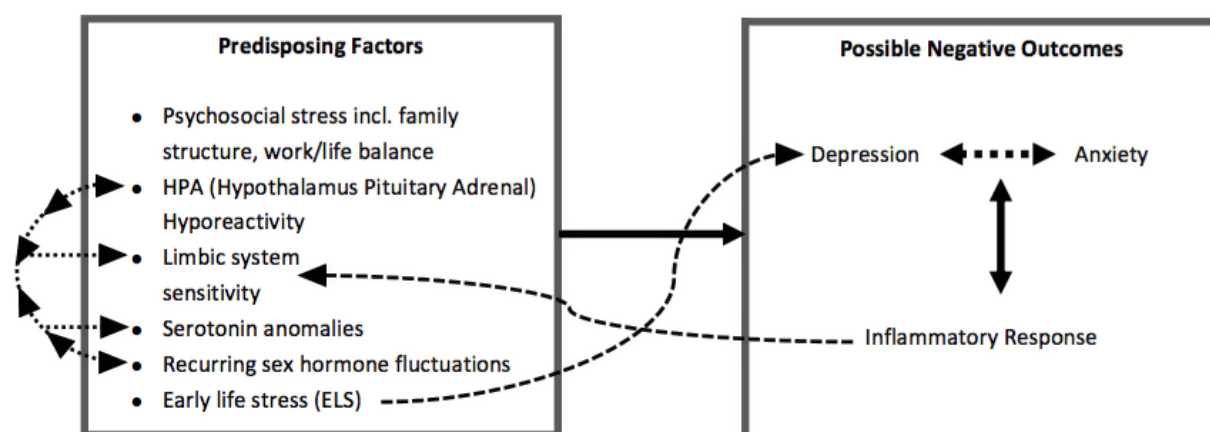 Predisposing Factors
• Psychosocial stress incl. family
structure, work/life balance
• HPA (Hypothalamus Pituitary Adrenal)
Hyporeactivity
• Limbic system
sensitivity
• Serotonin anomalies
• Recurring sex hormone fluctuations
• Early life stress (ELS)
Possible Negative Outcomes
Depression
Anxiety
Inflammatory Response